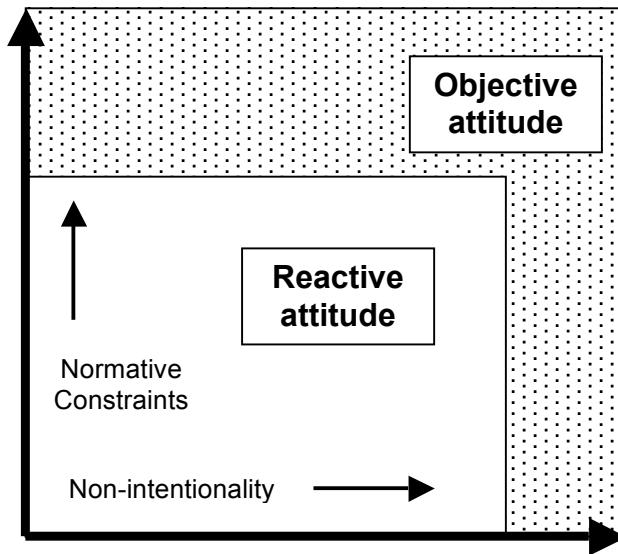 Objective
attitude
Reactive
attitude
Normative
Constraints
Non-intentionality